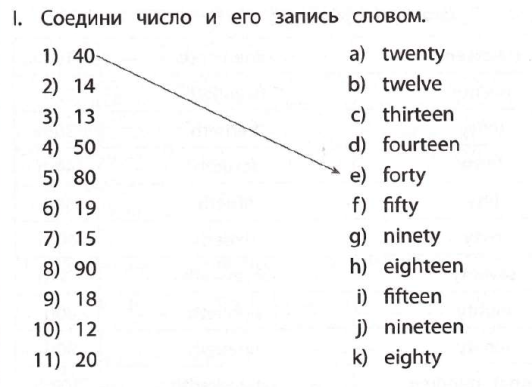 I. Соедини число и его запись словом.
1) 40 a) twenty
2) 14 b) twelve
3) 13 c) thirteen
4) 50 d) fourteen
5) 80 e) forty
6) 19 f) fifty
7) 15 g) ninety
8) 90 h) eighteen
9) 18 i) fifteen
10) 12 j) nineteen
11) 20 k) eighty